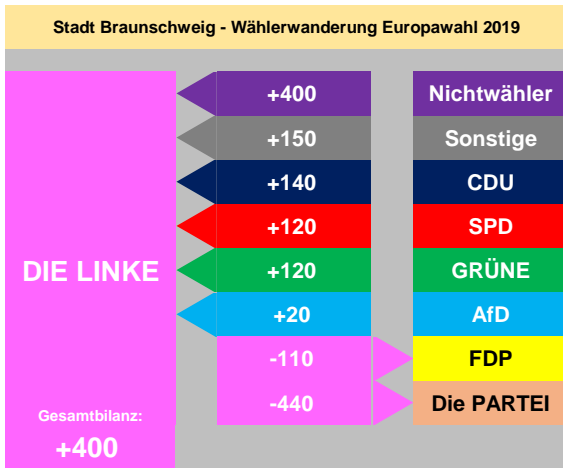 Stadt Braunschweig - Wählerwanderung Europawahl 2019
+400 Nichtwähler
+150 Sonstige
+140 CDU
+120 SPD
DIE LINKE +120 GRÜNE
+20 AfD
-110 FDP
-440 Die PARTEI
Gesamtbilanz:
+400